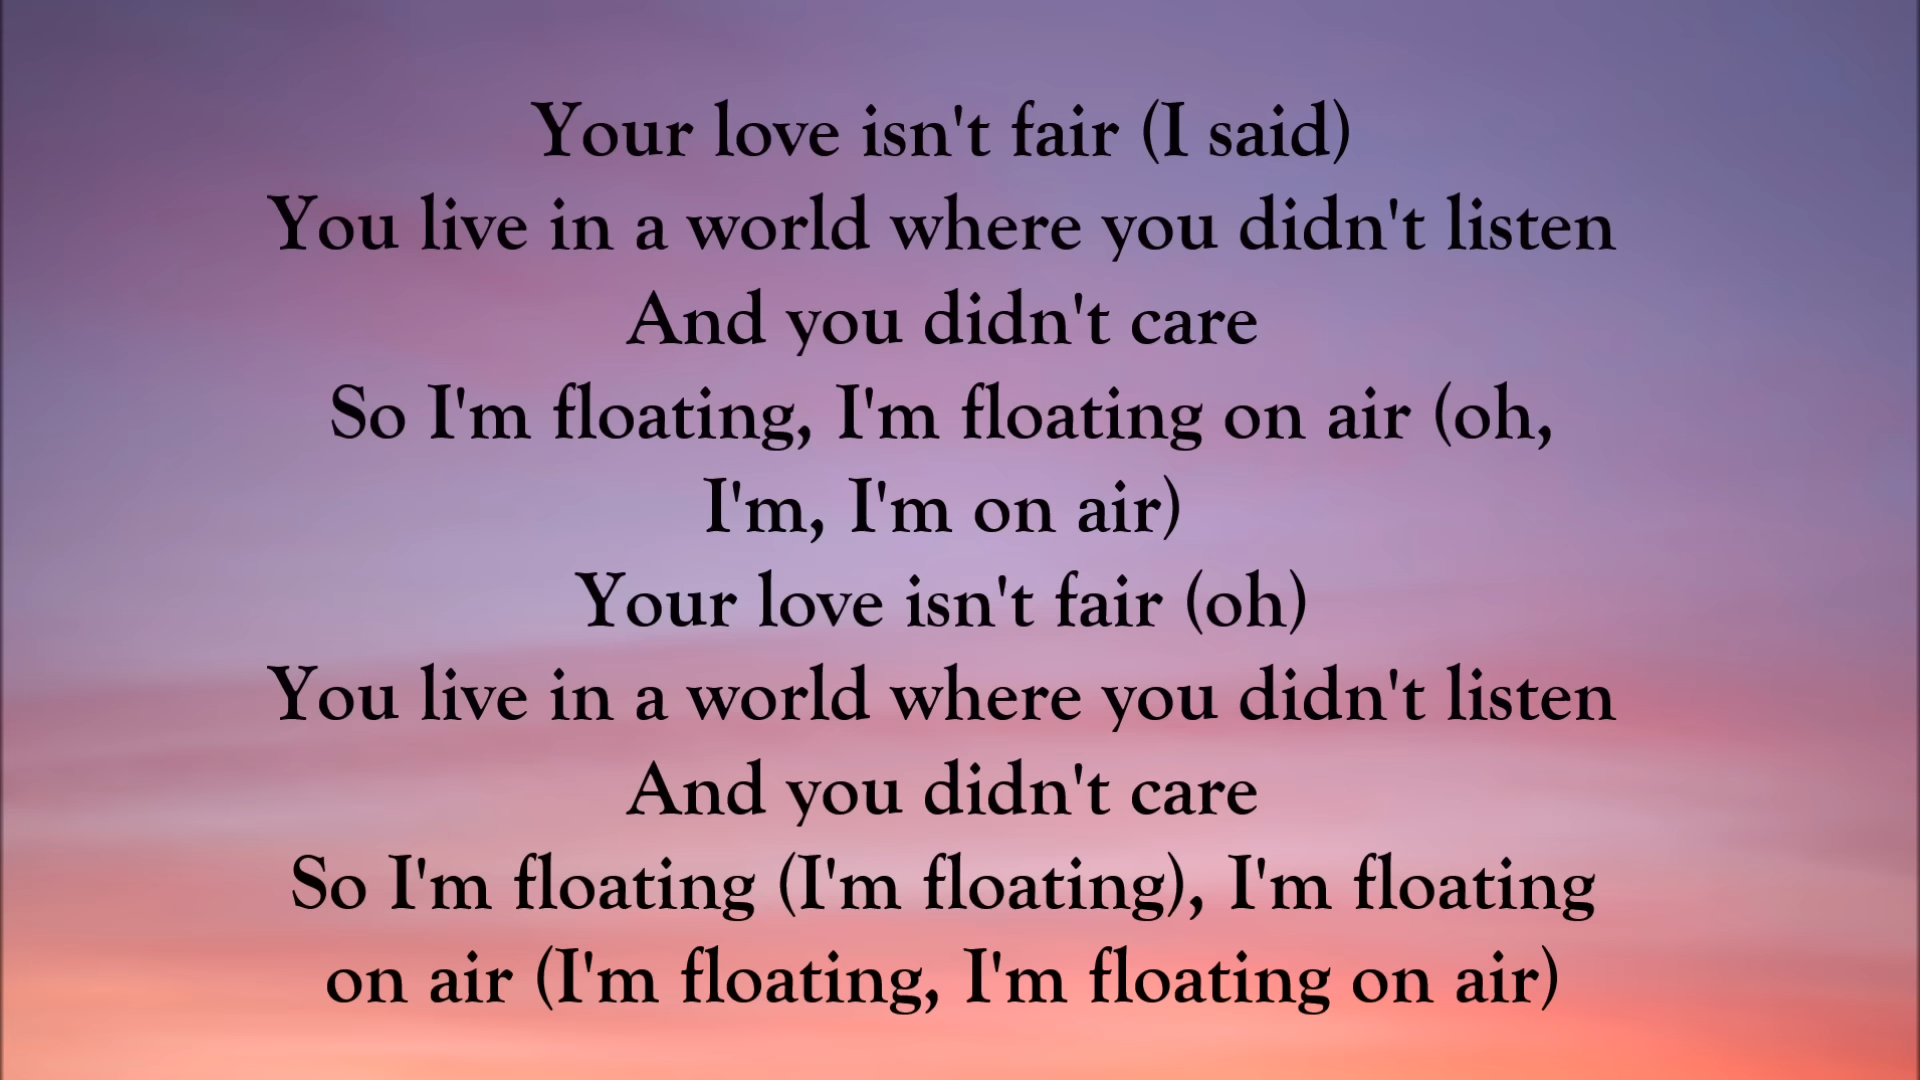 Your love isn't fair (I said)
You live in a world where you didn't listen
And you didn't care
So I'm floating, I'm floating on air (oh,
I'm, I'm on air)
Your love isn't fair (oh)
You live in a world where you didn't listen
And you didn't care
So I'm floating (I'm floating), I'm floating
on air (I'm floating, I'm floating on air)